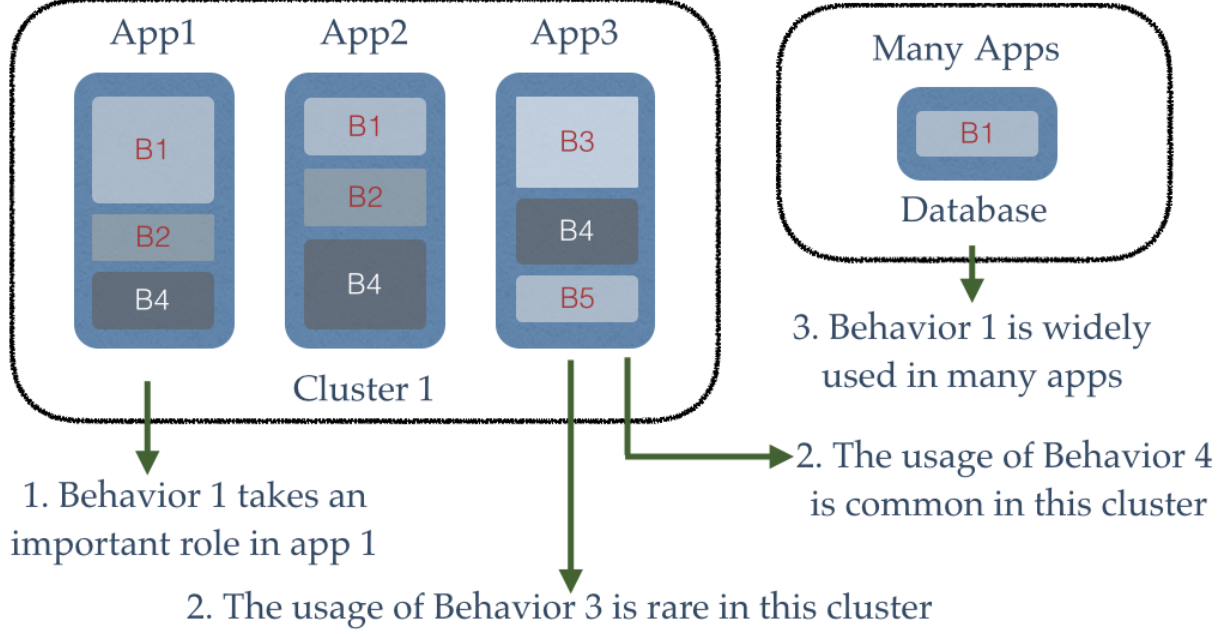 App1
App2
App3
B1
B2
B4
B1
B2
B4
B3
B4
B5
Cluster 1
Many Apps
B1
Database
1. Behavior 1 takes an
important role in app 1
2. The usage of Behavior 3 is rare in this cluster
2. The usage of Behavior 4
is common in this cluster
3. Behavior 1 is widely
used in many apps